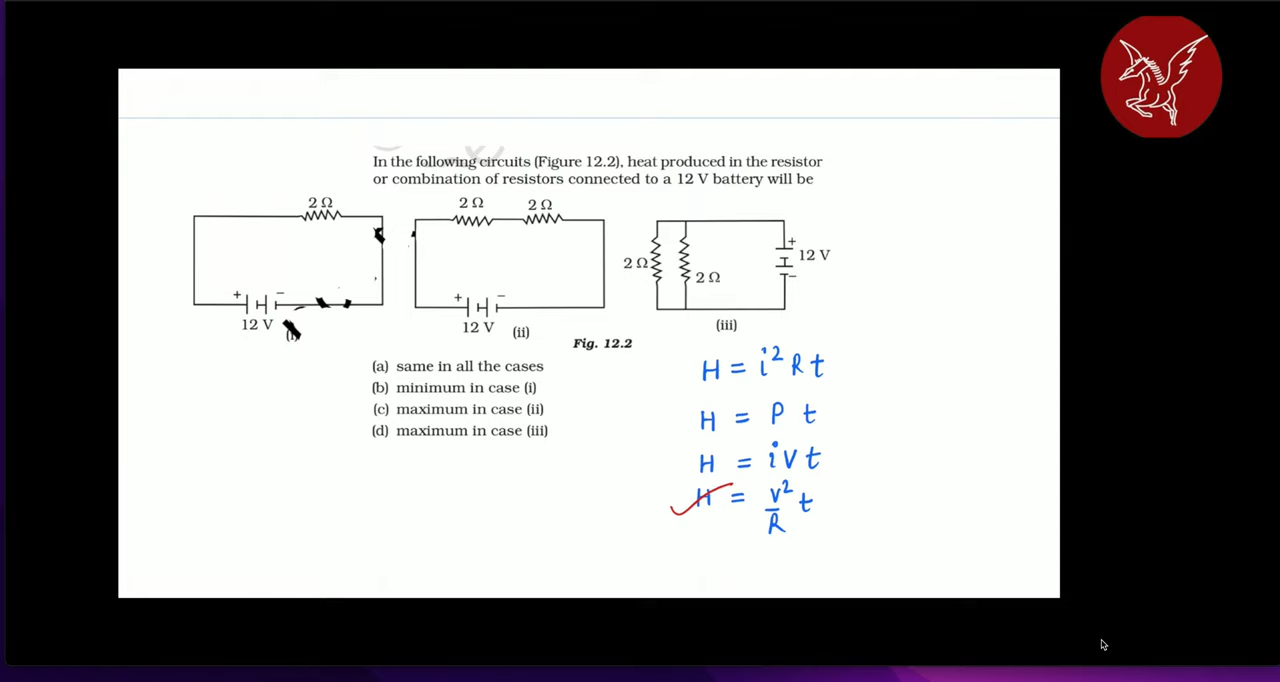 In the following circuits (Figure 12.2), heat produced in the resistor
or combination of resistors connected to a 12 V battery will be
2 Ω
+
−
12 V
2 Ω 2 Ω
+
−
12 V
(ii)
2 Ω
2 Ω
+
−
12 V
(iii)
Fig. 12.2
(a) same in all the cases
(b) minimum in case (i)
(c) maximum in case (ii)
(d) maximum in case (iii)
H = i² R t
H = P t
H = i V t
H = V²/R t